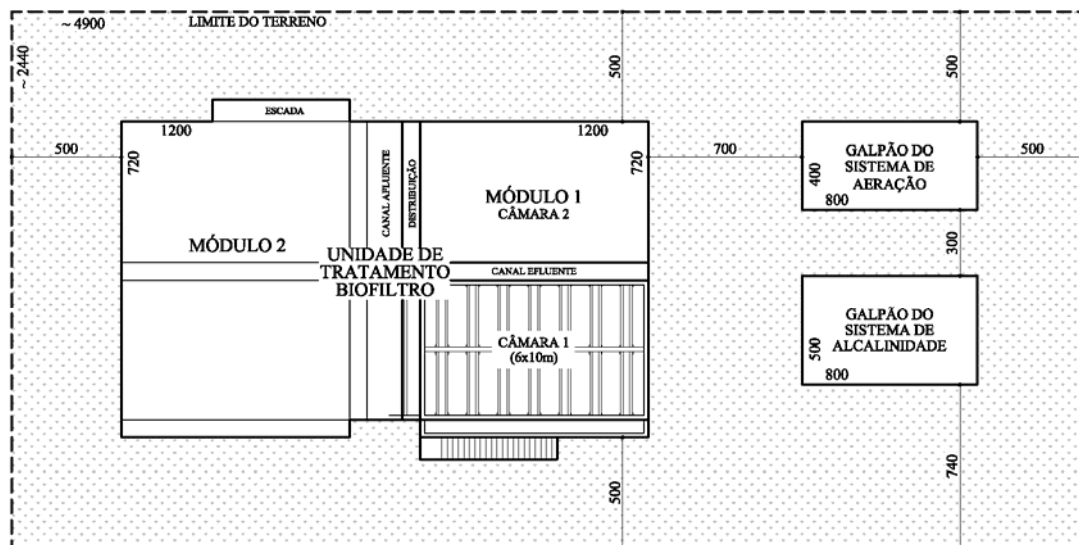 ~ 4900
LIMITE DO TERRENO
~ 2440
500
500
ESCADA
1200
1200
500
720
720
700
500
CANAL AFLUENTE
DISTRIBUIÇÃO
GALPÃO DO
SISTEMA DE
AERAÇÃO
400
800
MÓDULO 1
CÂMARA 2
MÓDULO 2
UNIDADE DE
TRATAMENTO
BIOFILTRO
300
CANAL EFLUENTE
GALPÃO DO
SISTEMA DE
ALCALINIDADE
500
800
CÂMARA 1
(6x10m)
500
740